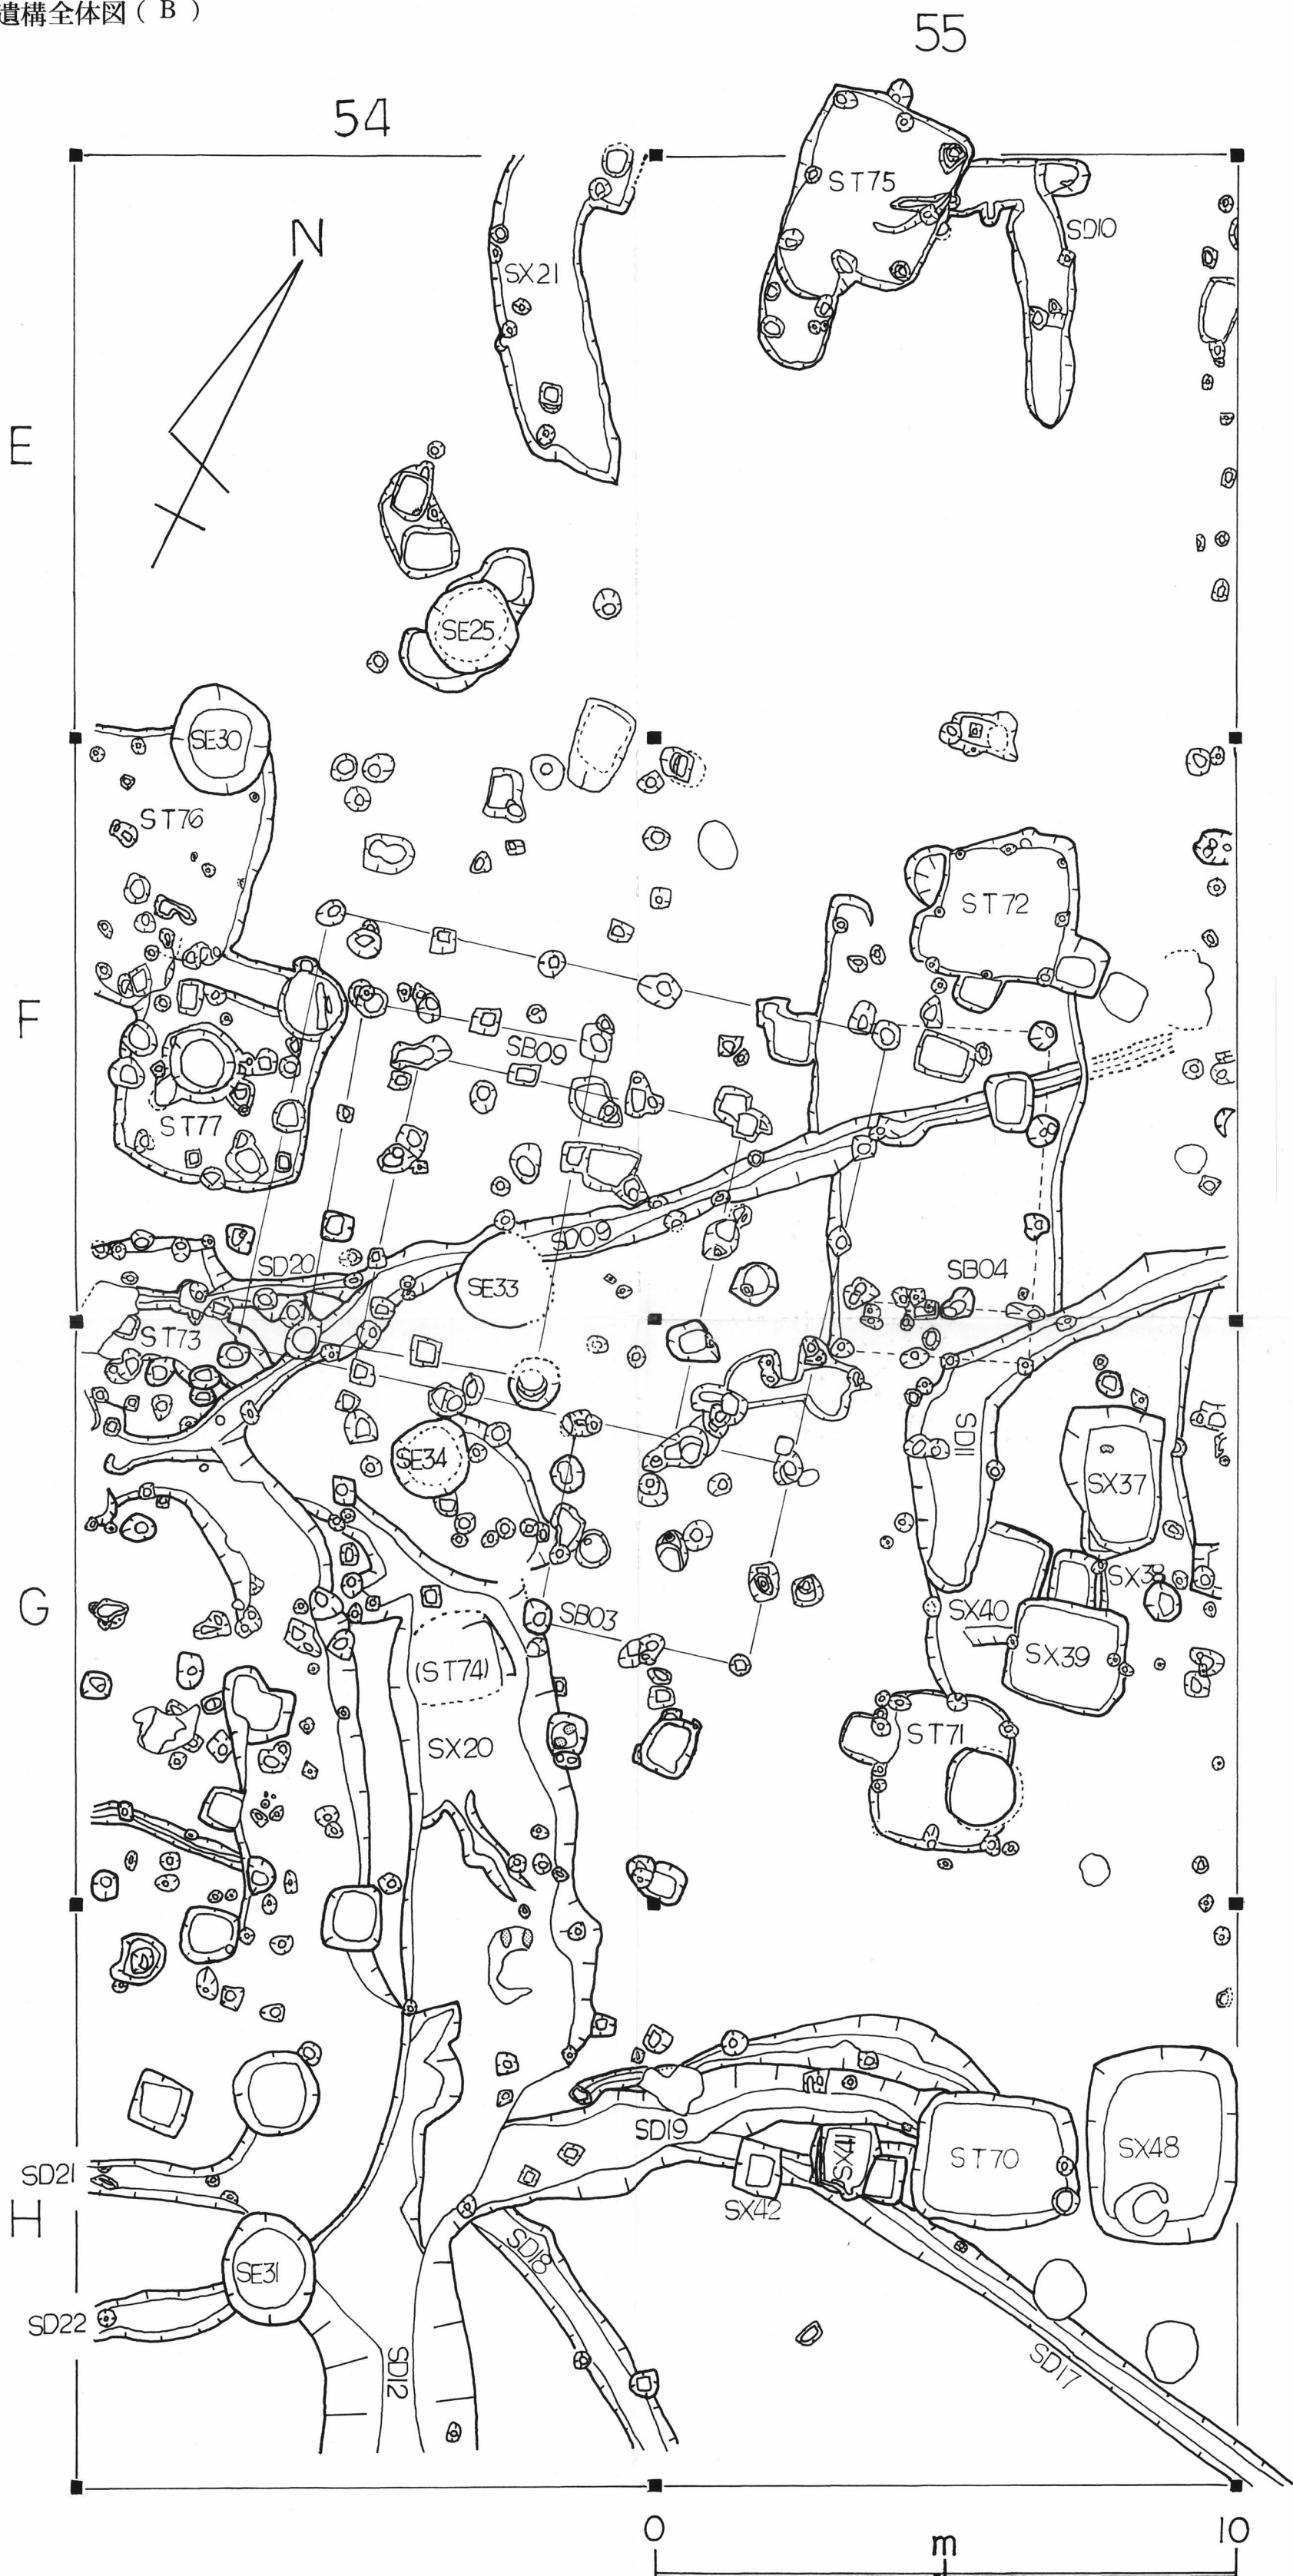 遺構全体図( B )
55
54
ST75
N
SD10
SX21
E
SE25
SE30
ST76
ST72
F
SB09
ST77
SD09
SD20
SB04
SE33
ST73
SD11
SE34
SX37
SX38
G
SX40
SB03
SX39
(ST74)
ST71
SX20
SD19
SX41
ST70
SX48
SD21
SX42
H
SD18
SE31
SD22
SD12
SD17
0
10
m